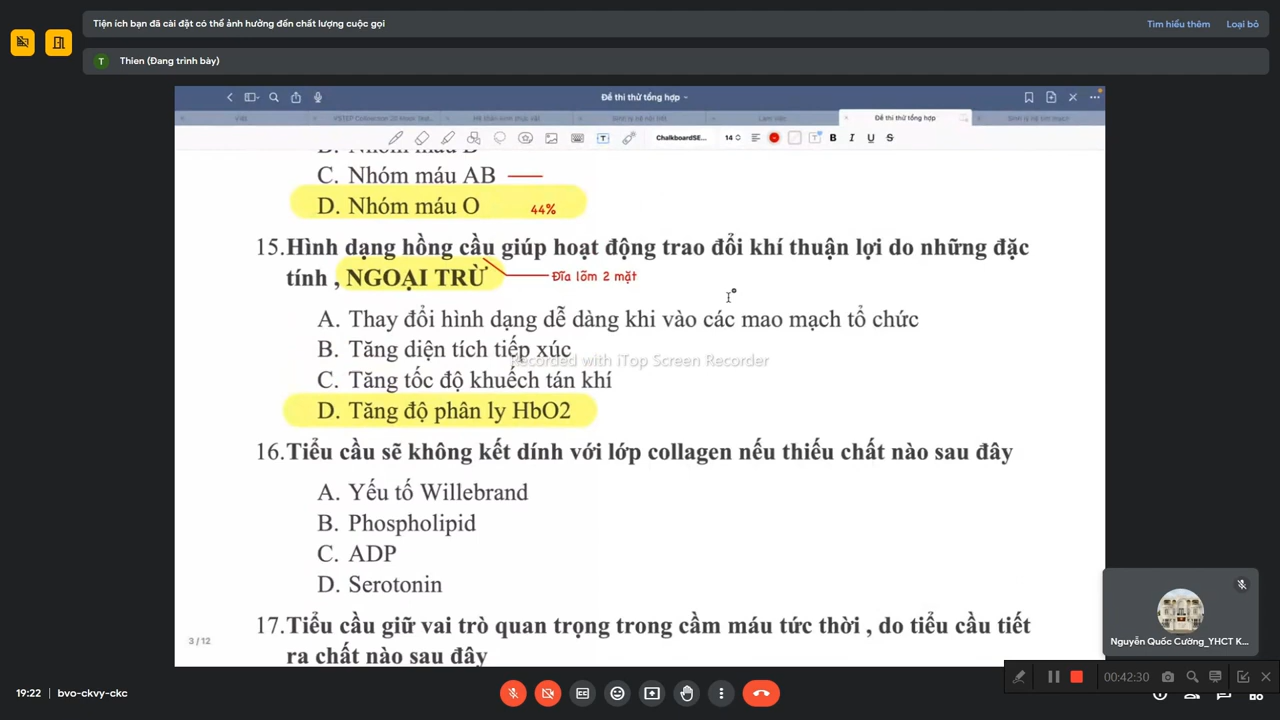 Tiện ích bạn đã cài đặt có thể ảnh hưởng đến chất lượng cuộc gọi
Tìm hiểu thêm
Loại bỏ
T
Thien (Đang trình bày)
Đề thi thử tổng hợp
Đề thi thử tổng hợp
ChalkboardSE...
14
B I U S
C. Nhóm máu AB
D. Nhóm máu O 44%
15.Hình dạng hồng cầu giúp hoạt động trao đổi khí thuận lợi do những đặc
tính , NGOẠI TRỪ Đĩa lõm 2 mặt
A. Thay đổi hình dạng dễ dàng khi vào các mao mạch tổ chức
B. Tăng diện tích tiếp xúc
Recorded with iTop Screen Recorder
C. Tăng tốc độ khuếch tán khí
D. Tăng độ phân ly HbO2
16.Tiểu cầu sẽ không kết dính với lớp collagen nếu thiếu chất nào sau đây
A. Yếu tố Willebrand
B. Phospholipid
C. ADP
D. Serotonin
17.Tiểu cầu giữ vai trò quan trọng trong cầm máu tức thời , do tiểu cầu tiết
ra chất nào sau đây
3 / 12
Nguyễn Quốc Cường_YHCT K...
00:42:30
19:22
bvo-ckvy-ckc